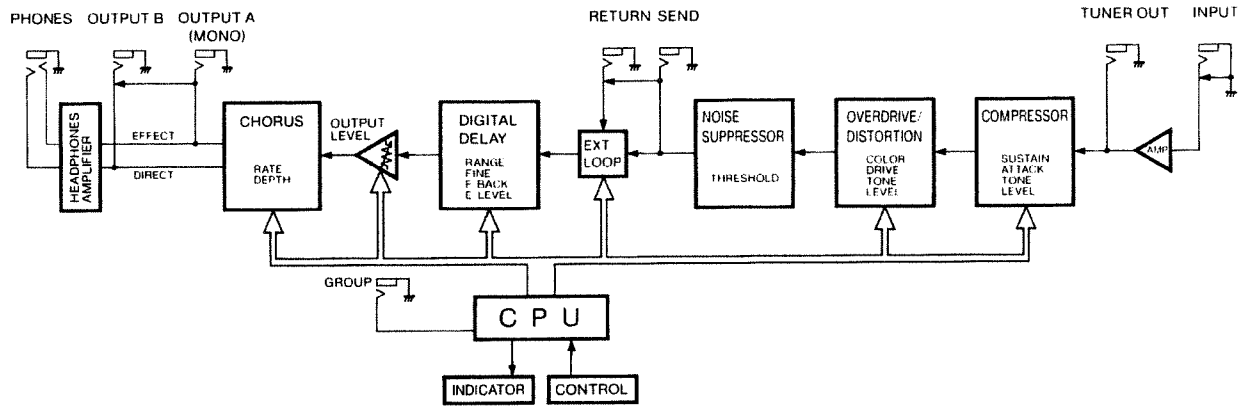 PHONES
OUTPUT B
OUTPUT A
(MONO)
RETURN
SEND
TUNER OUT
INPUT
HEADPHONES
AMPLIFIER
EFFECT
DIRECT
CHORUS
RATE
DEPTH
OUTPUT
LEVEL
DIGITAL
DELAY
RANGE
FINE
F BACK
E LEVEL
EXT
LOOP
NOISE
SUPPRESSOR
THRESHOLD
OVERDRIVE/
DISTORTION
COLOR
DRIVE
TONE
LEVEL
COMPRESSOR
SUSTAIN
ATTACK
TONE
LEVEL
AMP
GROUP
CPU
INDICATOR
CONTROL